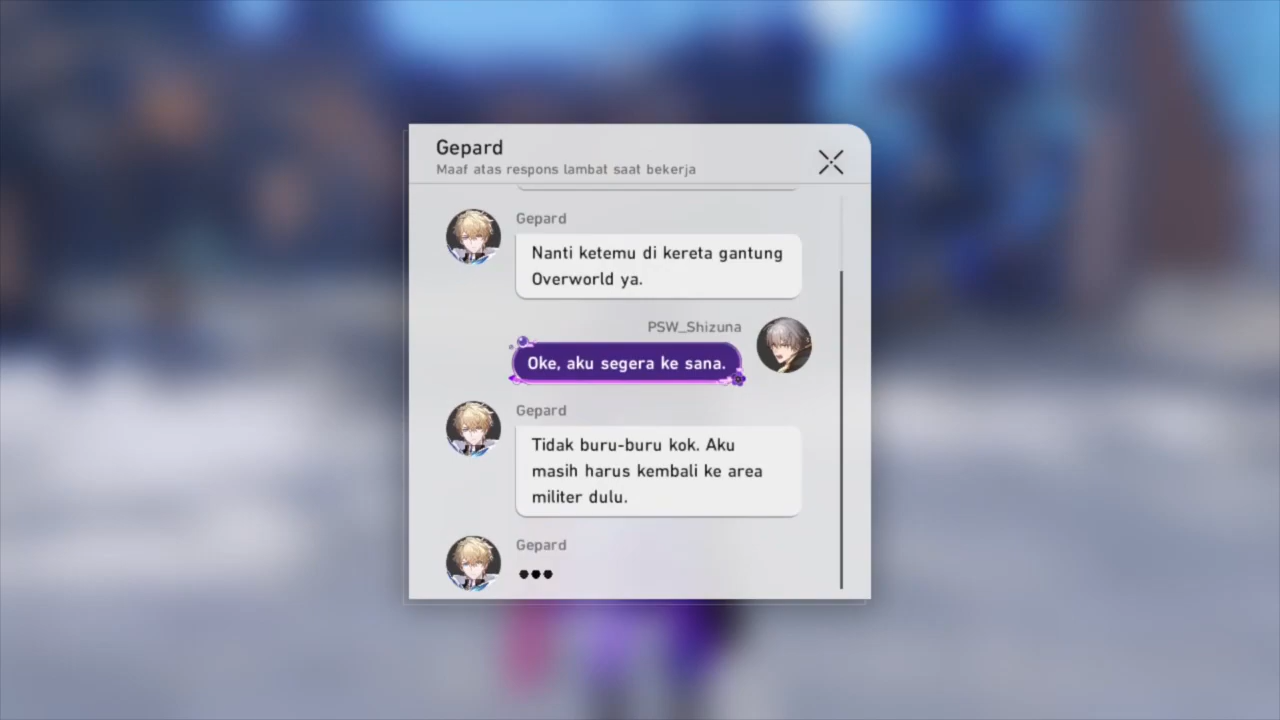 Gepard
Maaf atas respons lambat saat bekerja
Gepard
Nanti ketemu di kereta gantung
Overworld ya.
PSW_Shizuna
Oke, aku segera ke sana.
Gepard
Tidak buru-buru kok. Aku
masih harus kembali ke area
militer dulu.
Gepard